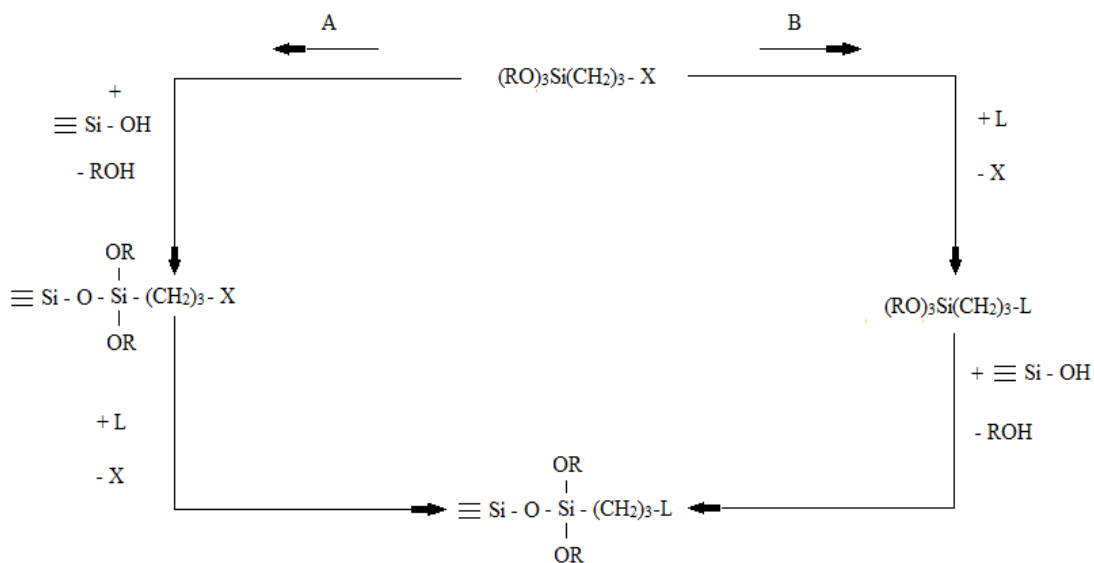 A
B
(RO)₃Si(CH₂)₃- X
+
≡ Si - OH
- ROH
+ L
- X
OR
≡ Si - O - Si - (CH₂)₃- X
OR
(RO)₃Si(CH₂)₃-L
+ ≡ Si - OH
- ROH
+ L
- X
OR
≡ Si - O - Si - (CH₂)₃-L
OR